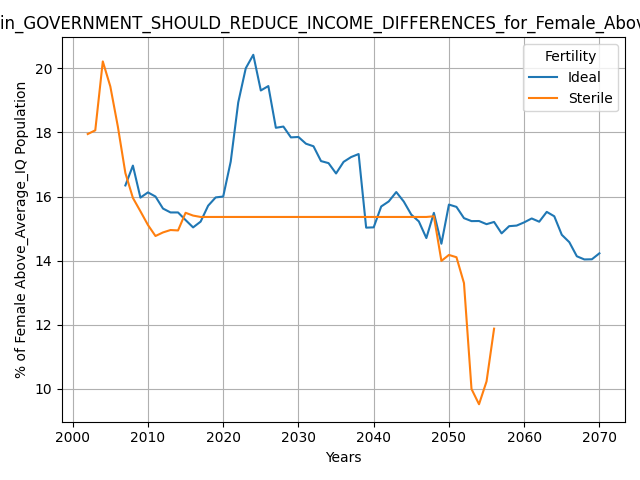 in_GOVERNMENT_SHOULD_REDUCE_INCOME_DIFFERENCES_for_Female_Abov
Fertility
Ideal
Sterile
% of Female Above_Average_IQ Population
20
18
16
14
12
10
2000 2010 2020 2030 2040 2050 2060 2070
Years